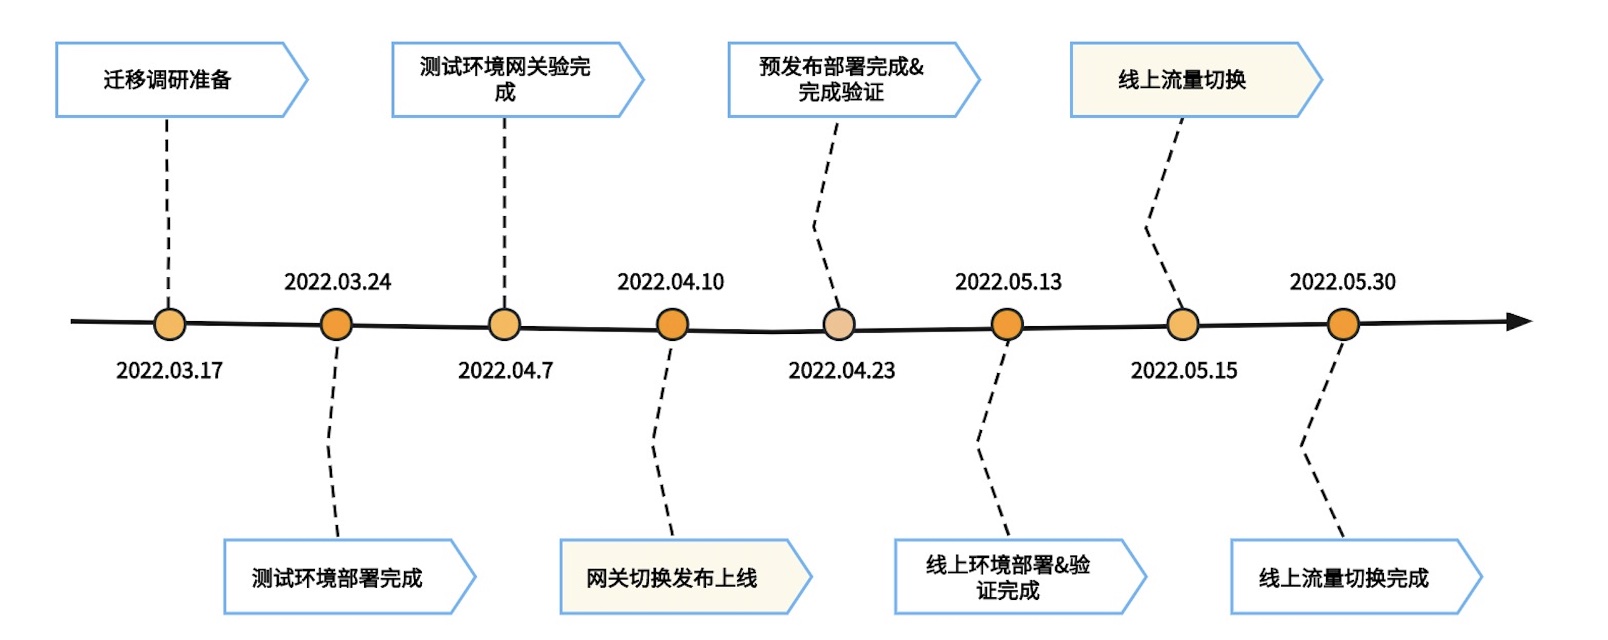 迁移调研准备
测试环境网关验完
成
预发布部署完成&
完成验证
线上流量切换
2022.03.24
2022.04.10
2022.05.13
2022.05.30
2022.03.17
2022.04.7
2022.04.23
2022.05.15
测试环境部署完成
网关切换发布上线
线上环境部署&验
证完成
线上流量切换完成